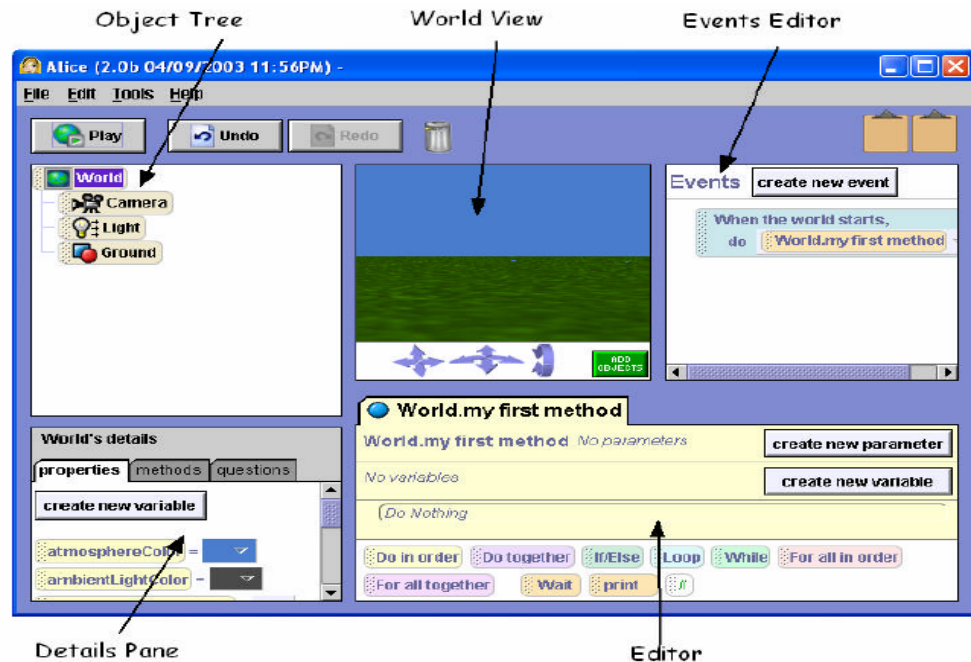 Object Tree
World View
Events Editor
Alice (2.0b 04/09/2003 11:56PM) -
File Edit Tools Help
Play
Undo
Redo
World
Camera
Light
Ground
ADD OBJECTS
Events
create new event
When the world starts,
do World.my first method
World's details
properties
methods
questions
create new variable
atmosphereColor =
ambientLightColor =
World.my first method
World.my first method No parameters
create new parameter
No variables
create new variable
(Do Nothing
Do in order
Do together
If/Else
Loop
While
For all in order
For all together
Wait
print
//
Details Pane
Editor